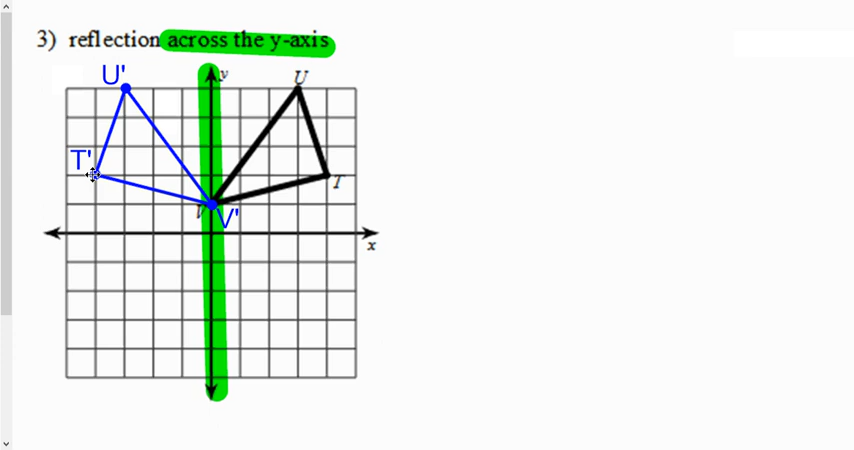 3) reflection across the y-axis
U'
y
U
T'
T
V
V'
x